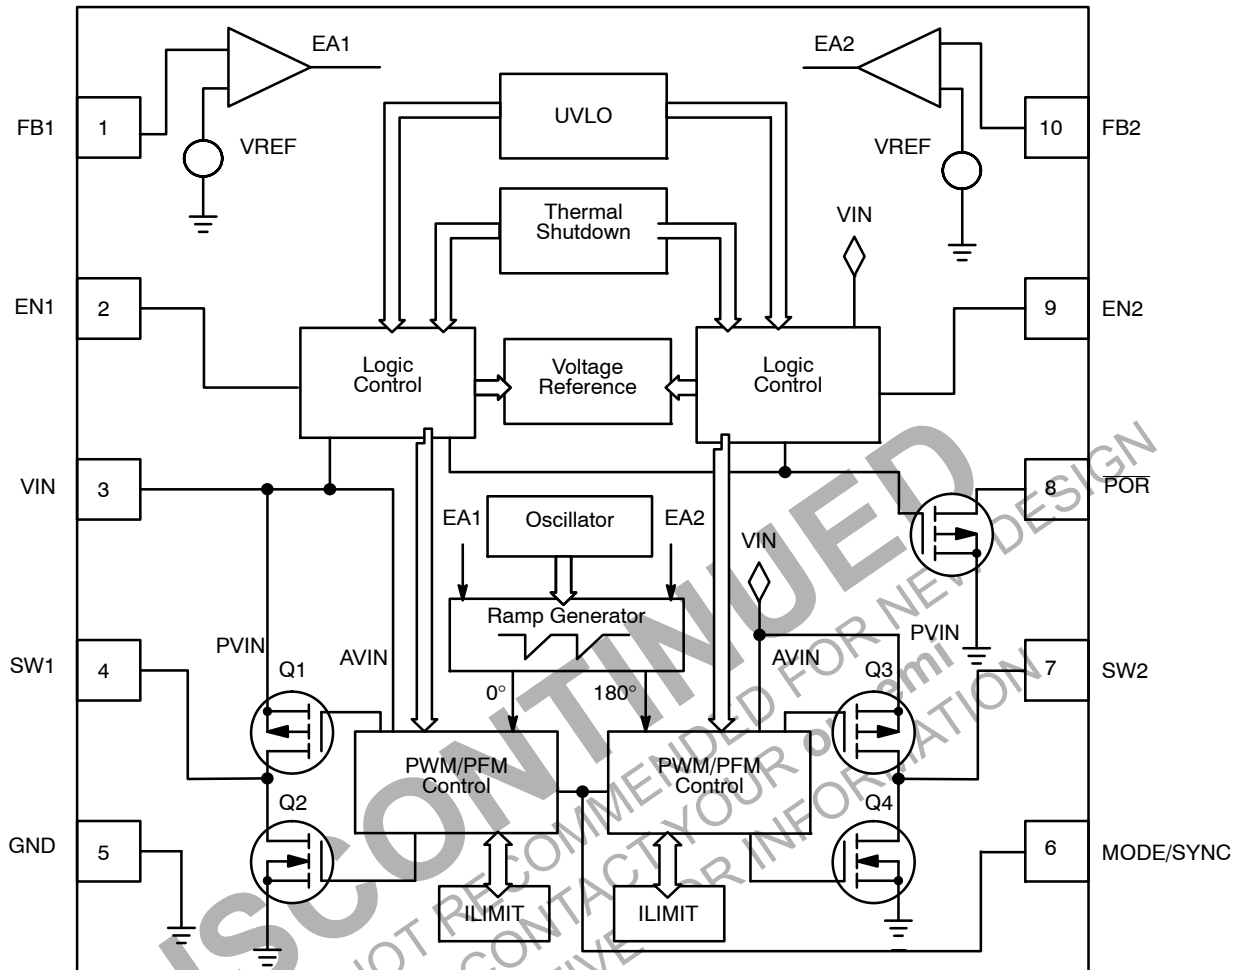 EA1
EA2
UVLO
FB1
1
VREF
VREF
10
FB2
Thermal
Shutdown
VIN
EN1
2
9
EN2
Logic
Control
Voltage
Reference
Logic
Control
VIN
3
8
POR
EA1
Oscillator
EA2
VIN
Ramp Generator
PVIN
AVIN
AVIN
PVIN
SW1
4
Q1
0°
180°
Q3
7
SW2
PWM/PFM
Control
PWM/PFM
Control
Q2
Q4
GND
5
6
MODE/SYNC
ILIMIT
ILIMIT
ISCONTINUED
NOT RECOMMENDED FOR NEW DESIGN
CONTACT YOUR onsemi
TIVE FOR INFORMATION